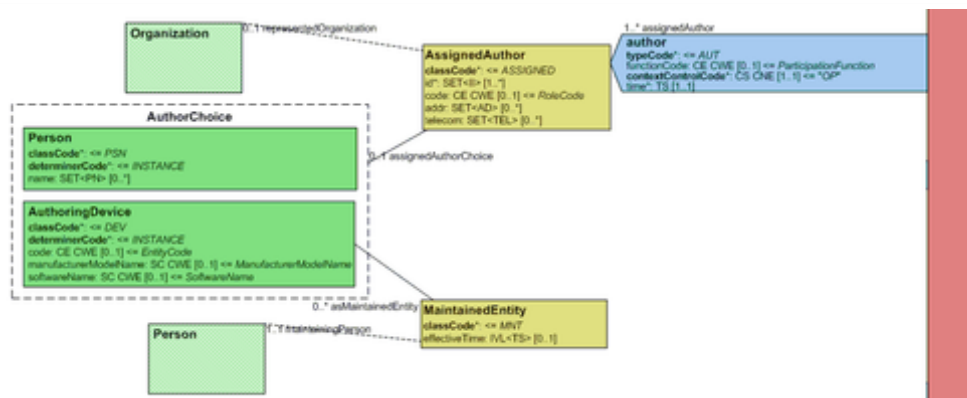 Organization
0..1 representedOrganization
AssignedAuthor
classCode*: <= ASSIGNED
id*: SET<II> [1..*]
code: CE CWE [0..1] <= RoleCode
addr: SET<AD> [0..*]
telecom: SET<TEL> [0..*]
1..* assignedAuthor
author
typeCode*: <= AUT
functionCode: CE CWE [0..1] <= ParticipationFunction
contextControlCode*: CS CNE [1..1] <= "OP"
time*: TS [1..1]
AuthorChoice
Person
classCode*: <= PSN
determinerCode*: <= INSTANCE
name: SET<PN> [0..*]
0..1 assignedAuthorChoice
AuthoringDevice
classCode*: <= DEV
determinerCode*: <= INSTANCE
code: CE CWE [0..1] <= EntityCode
manufacturerModelName: SC CWE [0..1] <= ManufacturerModelName
softwareName: SC CWE [0..1] <= SoftwareName
0..* asMaintainedEntity
MaintainedEntity
classCode*: <= MNT
effectiveTime: IVL<TS> [0..1]
Person
1..1 maintainingPerson